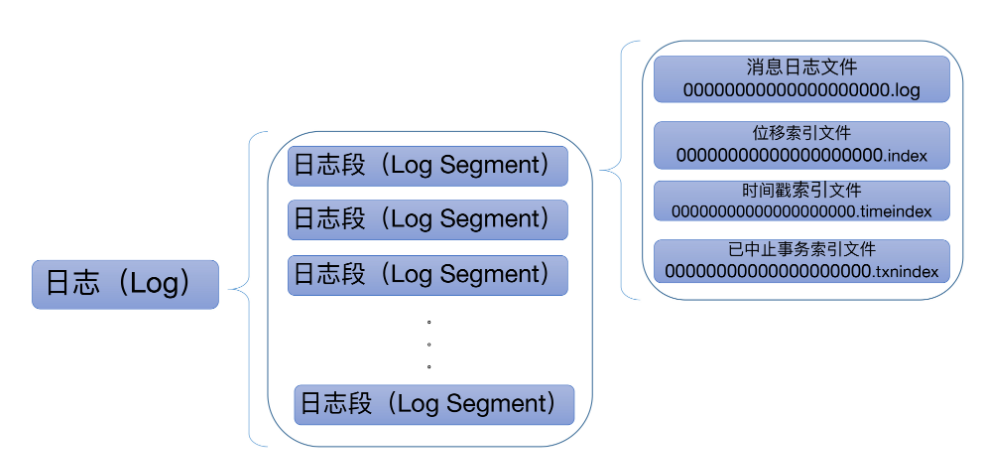 日志（Log）
日志段（Log Segment）
日志段（Log Segment）
日志段（Log Segment）
日志段（Log Segment）
消息日志文件
00000000000000000000.log
位移索引文件
00000000000000000000.index
时间戳索引文件
00000000000000000000.timeindex
已中止事务索引文件
00000000000000000000.txnindex